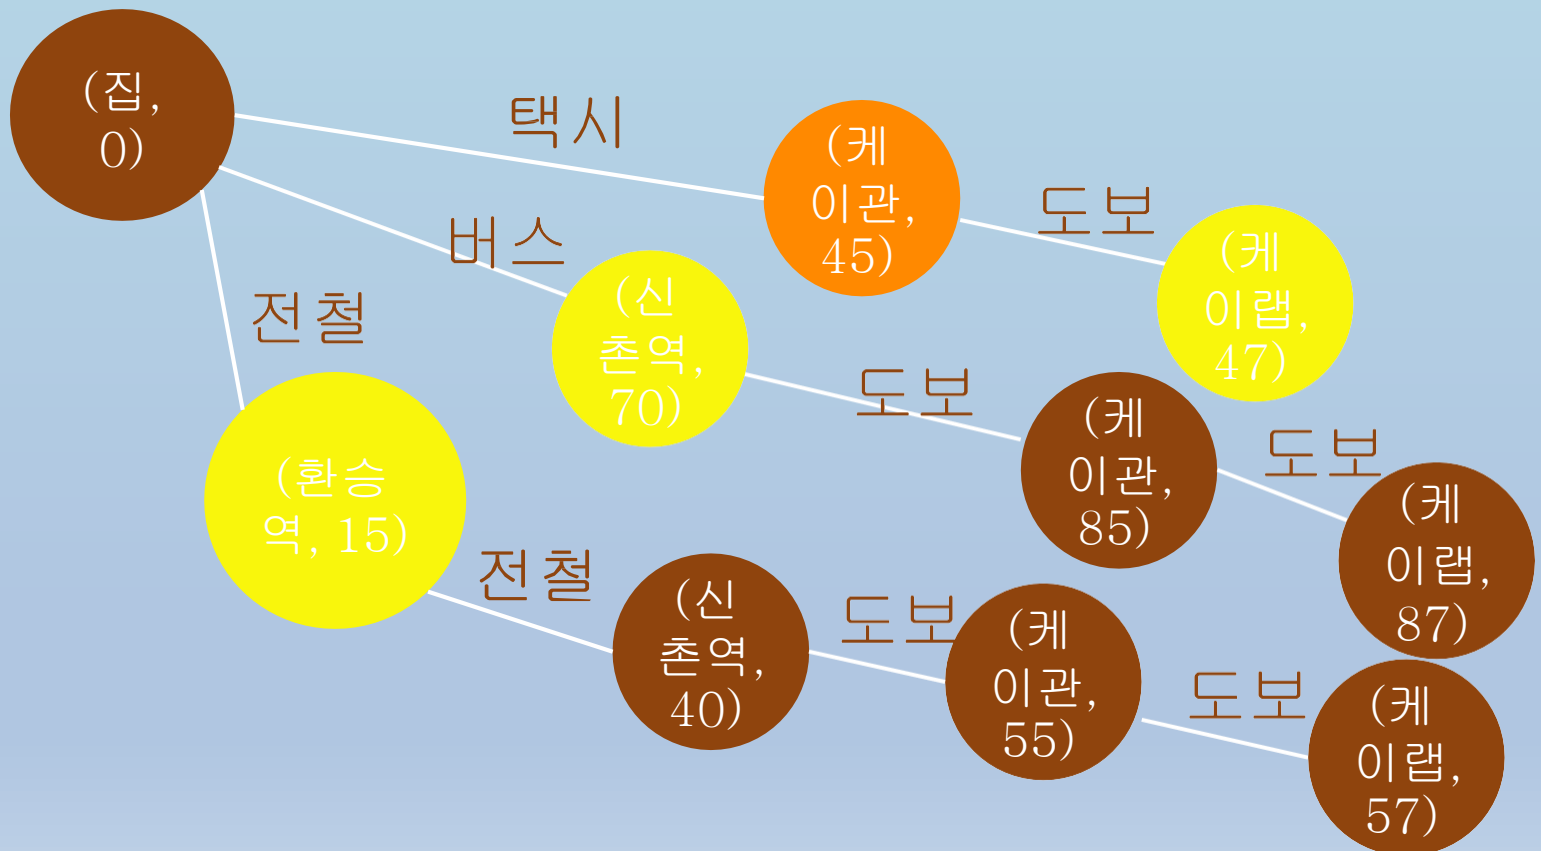 (집,
0)
택시
(케
이관,
45)
도보
(케
이랩,
47)
버스
(신
촌역,
70)
도보
(케
이관,
85)
도보
(케
이랩,
87)
전철
(환승
역, 15)
전철
(신
촌역,
40)
도보
(케
이관,
55)
도보
(케
이랩,
57)